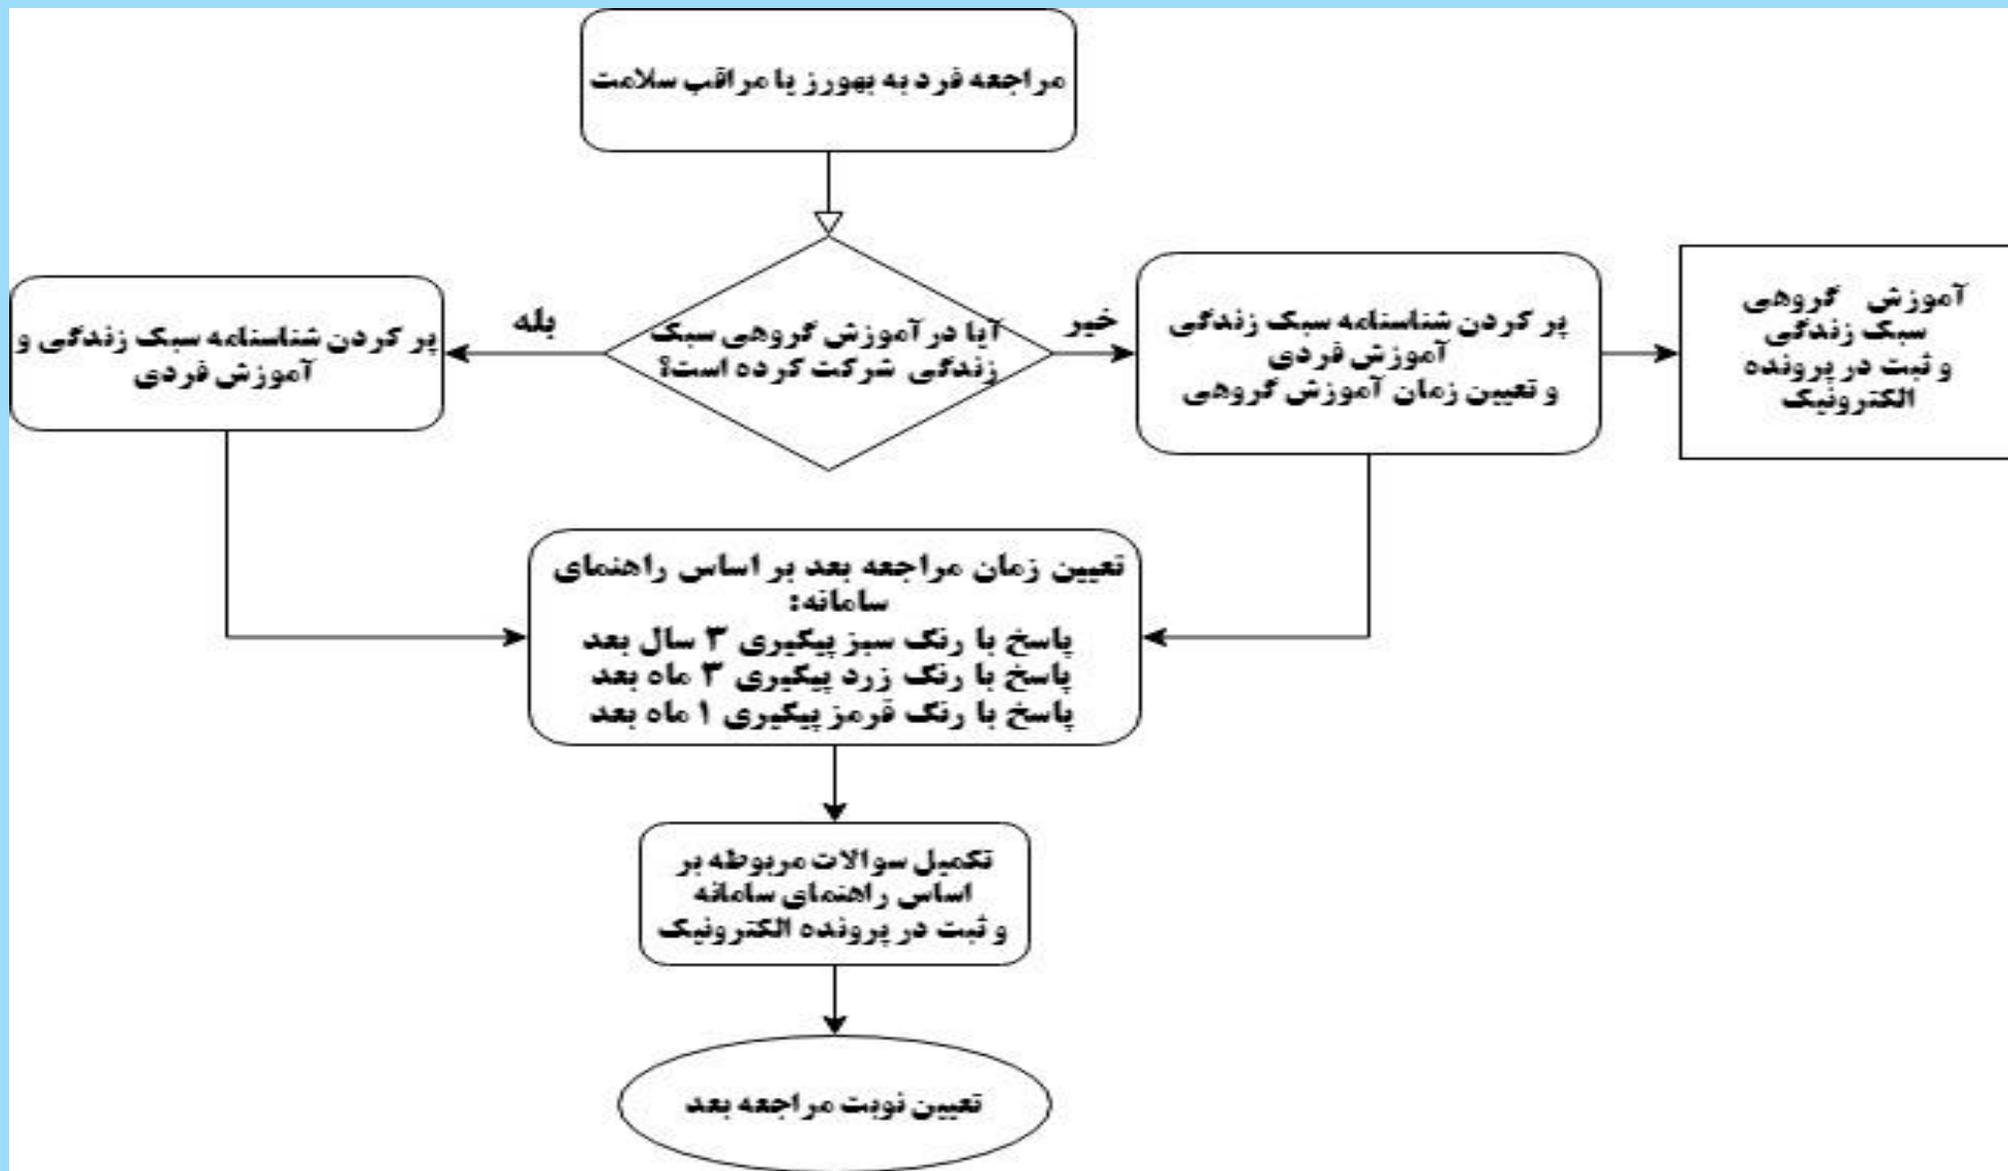 مراجعه فرد به بهورز یا مراقب سلامت
آیا در آموزش گروهی سبک
زندگی شرکت کرده است؟
خیر
پر کردن شناسنامه سبک زندگی
آموزش فردی
و تعیین زمان آموزش گروهی
آموزش گروهی
سبک
زندگی
و ثبت در پرونده
الکترونیک
بله
پر کردن شناسنامه سبک زندگی و
آموزش فردی
تعیین زمان مراجعه بعد بر اساس راهنمای
سامانه:
پاسخ با رنگ سبز پیگیری ۳ سال بعد
پاسخ با رنگ زرد پیگیری ۳ ماه بعد
پاسخ با رنگ قرمز پیگیری ۱ ماه بعد
تکمیل سوالات مربوطه بر
اساس راهنمای سامانه
و ثبت در پرونده الکترونیک
تعیین نوبت مراجعه بعد